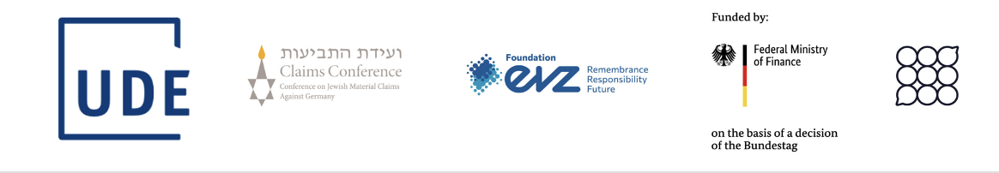 UDE
ועידת התביעות
Claims Conference
Conference on Jewish Material Claims
Against Germany
Foundation
evz
Remembrance
Responsibility
Future
Funded by:
Federal Ministry
of Finance
on the basis of a decision
of the Bundestag